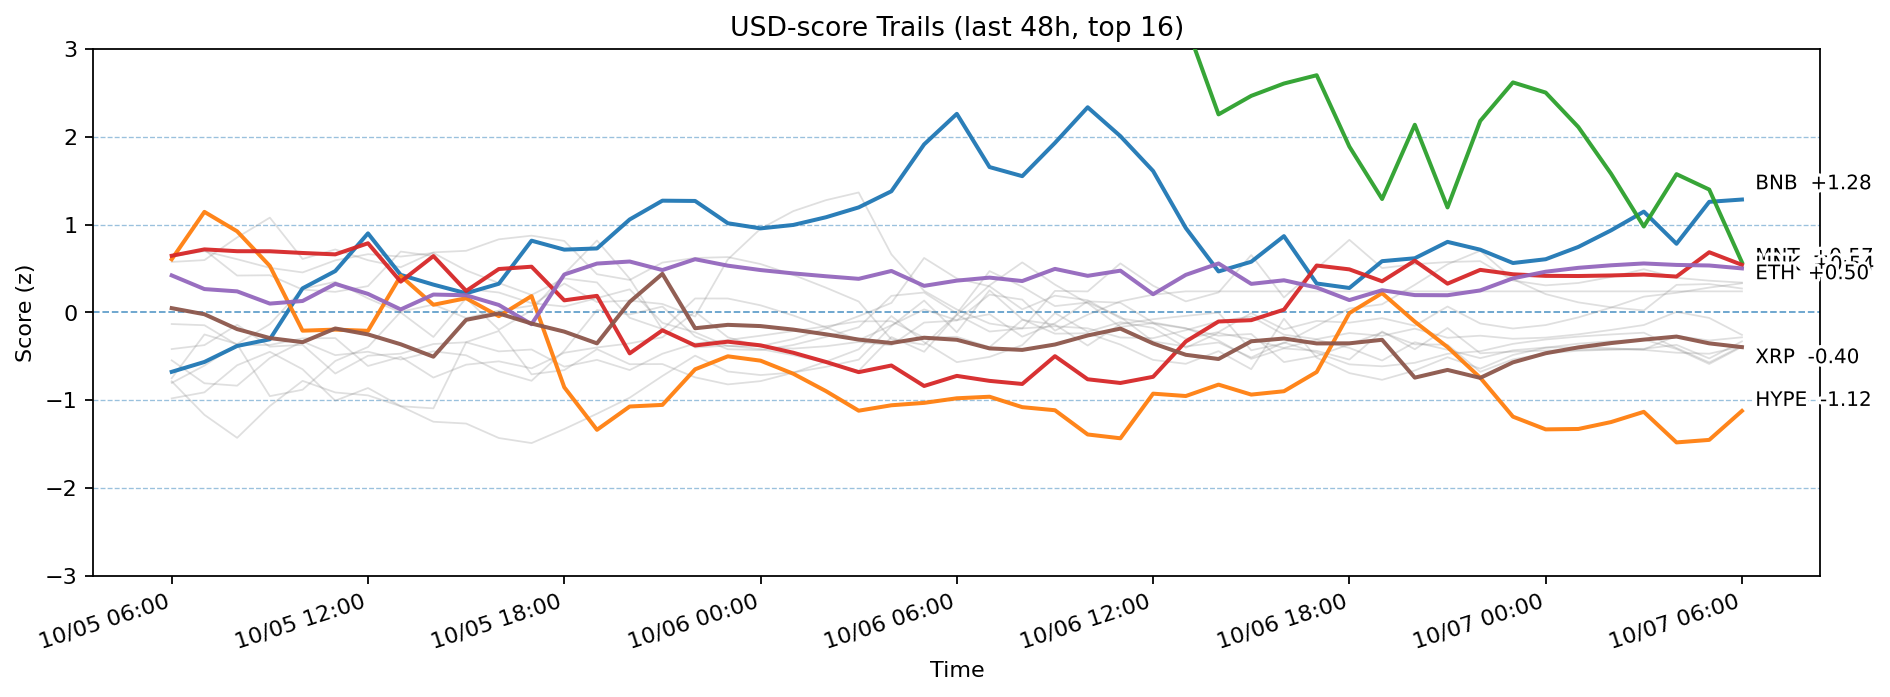 USD-score Trails (last 48h, top 16)
Score (z)
3
2
1
0
−1
−2
−3
BNB +1.28
MNT +0.57
ETH +0.50
XRP -0.40
HYPE -1.12
10/05 06:00
10/05 12:00
10/05 18:00
10/06 00:00
10/06 06:00
10/06 12:00
10/06 18:00
10/07 00:00
10/07 06:00
Time